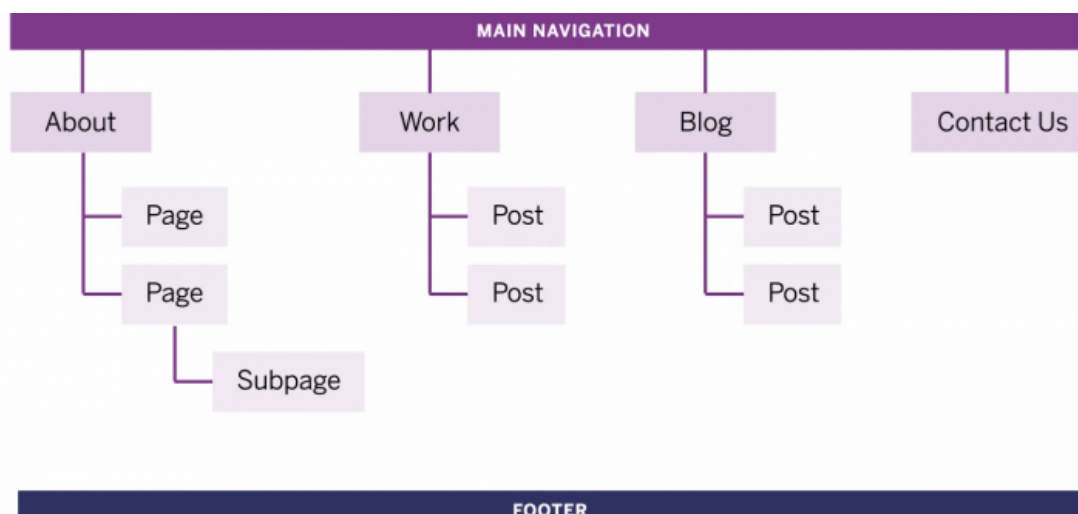 MAIN NAVIGATION
About
Work
Blog
Contact Us
Page
Post
Post
Page
Post
Post
Subpage
FOOTER